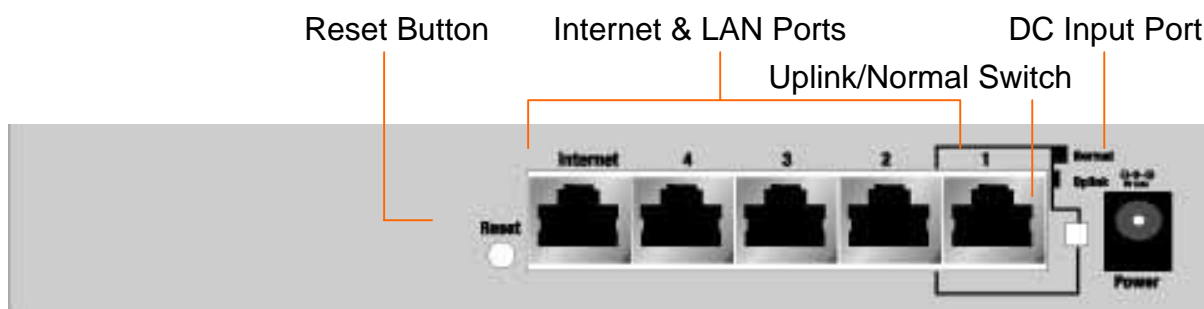 Reset Button Internet & LAN Ports DC Input Port
Uplink/Normal Switch
Internet 4 3 2 1 Normal
Uplink
Reset
Power